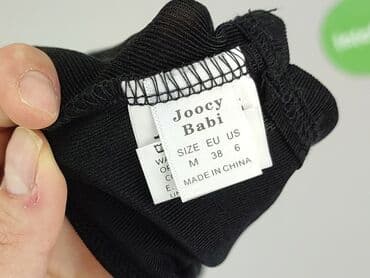 Joocy
Babi
SIZE EU US
M 38 6
MADE IN CHINA